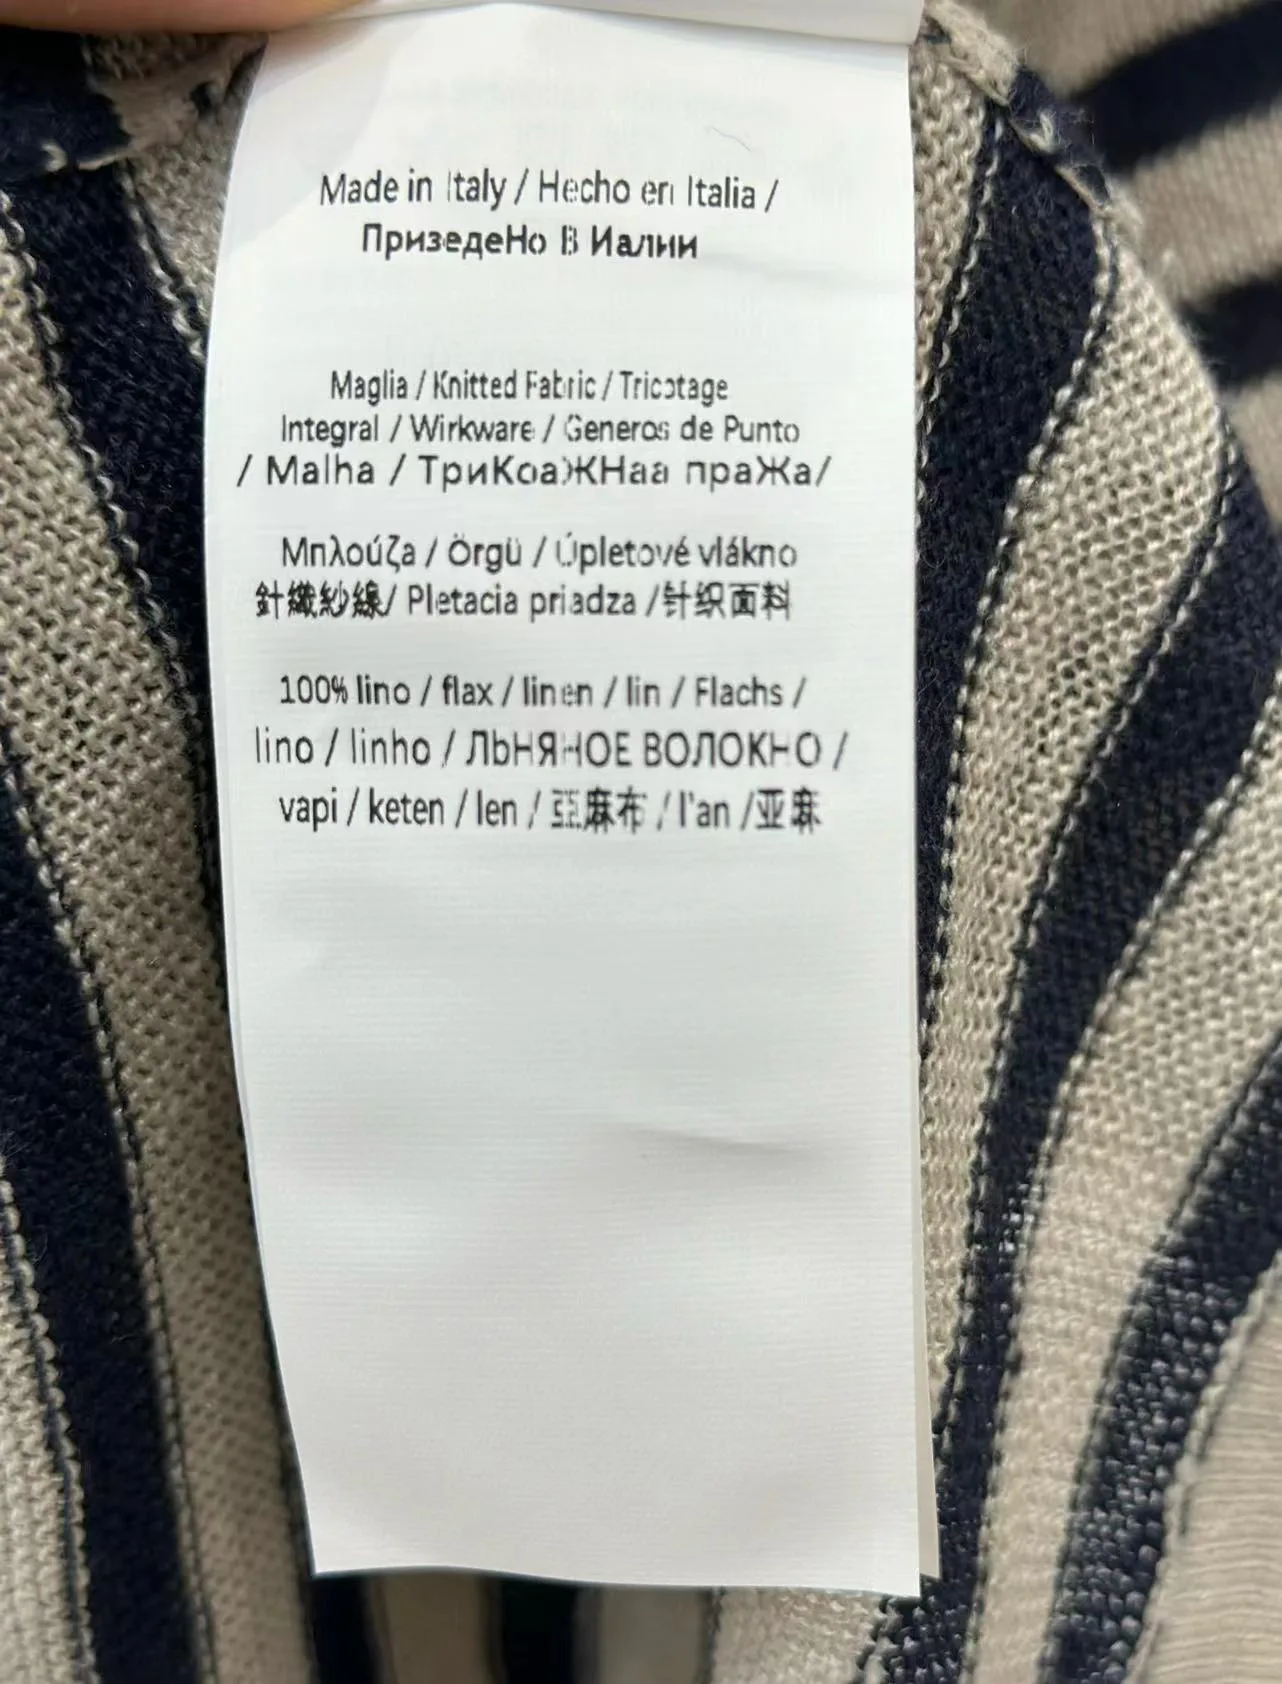 Made in Italy / Hecho en Italia /
ПризедеНо В Иалии
Maglia / Knitted Fabric / Tricotage
Integral / Wirkware / Generos de Punto
/ Malha / ТриКоаЖНаа праЖа/
Μπλούζα / Örgü / Úpletové vlákno
針織紗線/ Pletacia priadza /针织面料
100% lino / flax / linen / lin / Flachs /
lino / linho / ЛЬНЯНОЕ ВОЛОКНО /
vapi / keten / len / 亞麻布 / l'an /亚麻